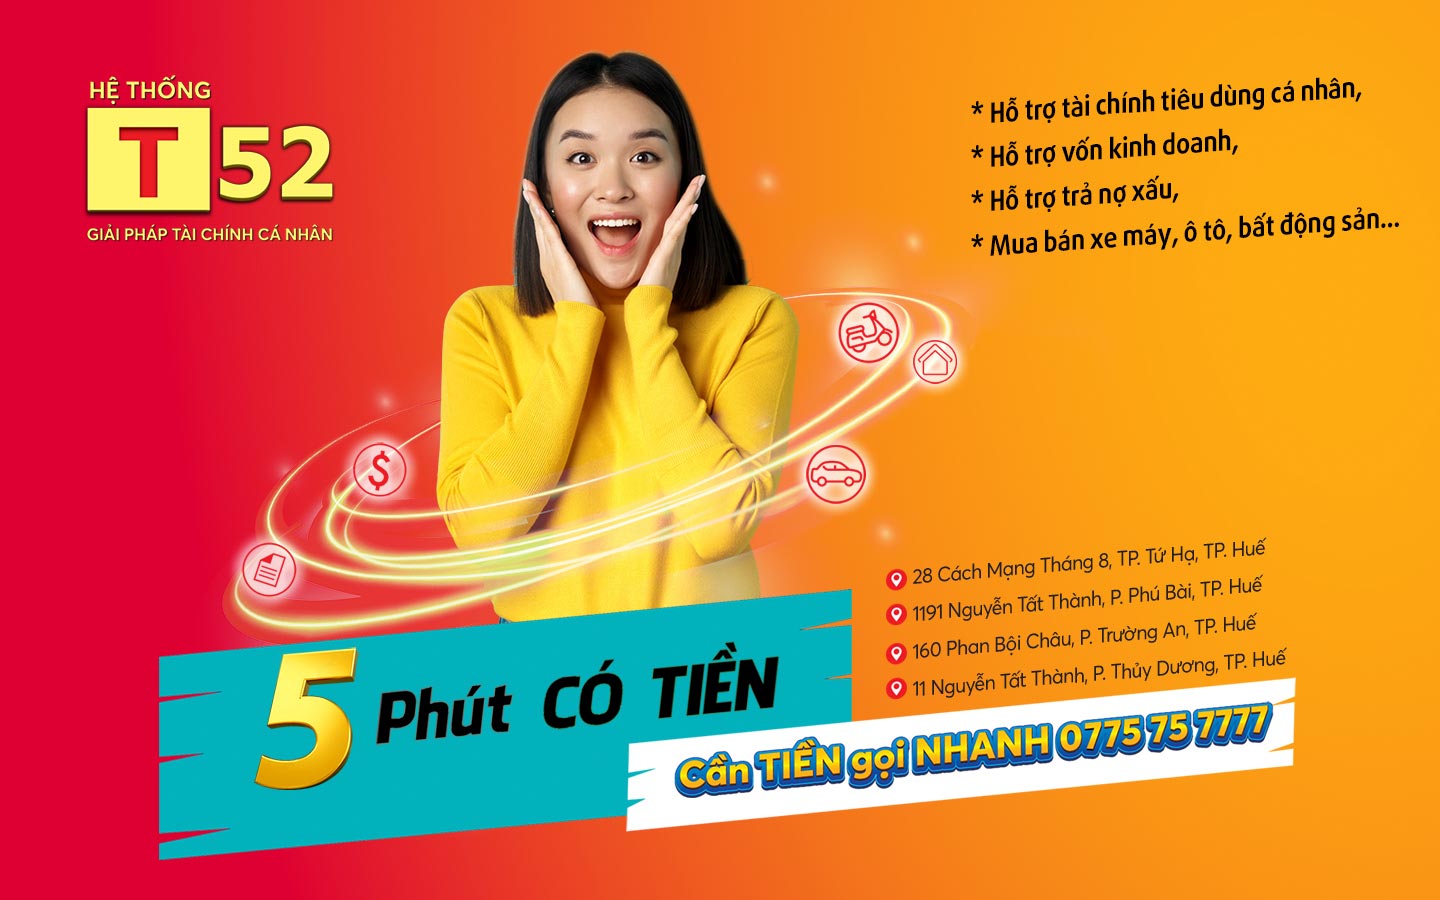 HỆ THỐNG
T52
GIẢI PHÁP TÀI CHÍNH CÁ NHÂN
* Hỗ trợ tài chính tiêu dùng cá nhân,
* Hỗ trợ vốn kinh doanh,
* Hỗ trợ trả nợ xấu,
* Mua bán xe máy, ô tô, bất động sản...
$
28 Cách Mạng Tháng 8, TP. Tứ Hạ, TP. Huế
1191 Nguyễn Tất Thành, P. Phú Bài, TP. Huế
160 Phan Bội Châu, P. Trường An, TP. Huế
11 Nguyễn Tất Thành, P. Thủy Dương, TP. Huế
5 Phút CÓ TIỀN
Cần TIỀN gọi NHANH 0775 75 7777